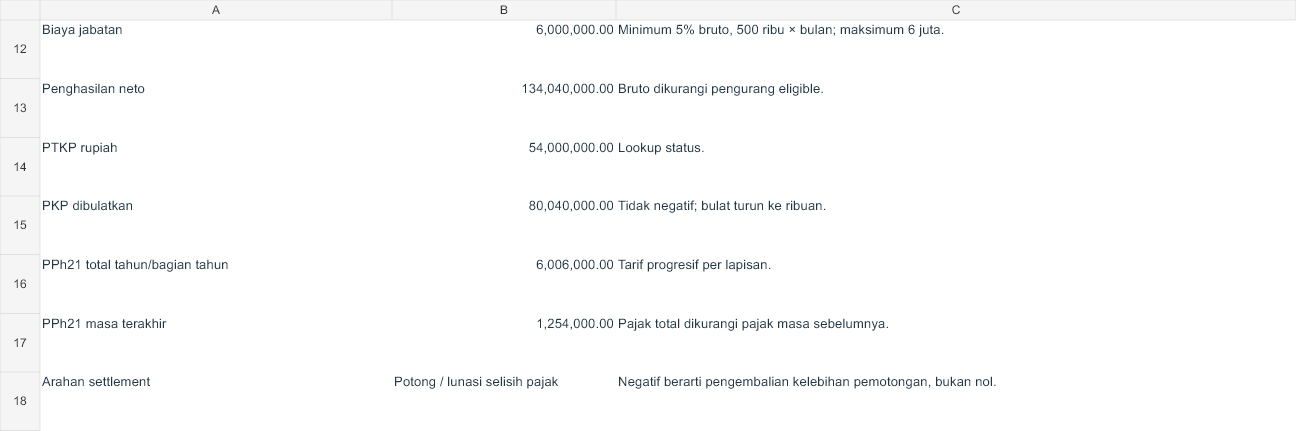 A B C
12 Biaya jabatan 6,000,000.00 Minimum 5% bruto, 500 ribu × bulan; maksimum 6 juta.
13 Penghasilan neto 134,040,000.00 Bruto dikurangi pengurang eligible.
14 PTKP rupiah 54,000,000.00 Lookup status.
15 PKP dibulatkan 80,040,000.00 Tidak negatif; bulat turun ke ribuan.
16 PPh21 total tahun/bagian tahun 6,006,000.00 Tarif progresif per lapisan.
17 PPh21 masa terakhir 1,254,000.00 Pajak total dikurangi pajak masa sebelumnya.
18 Arahan settlement Potong / lunasi selisih pajak Negatif berarti pengembalian kelebihan pemotongan, bukan nol.